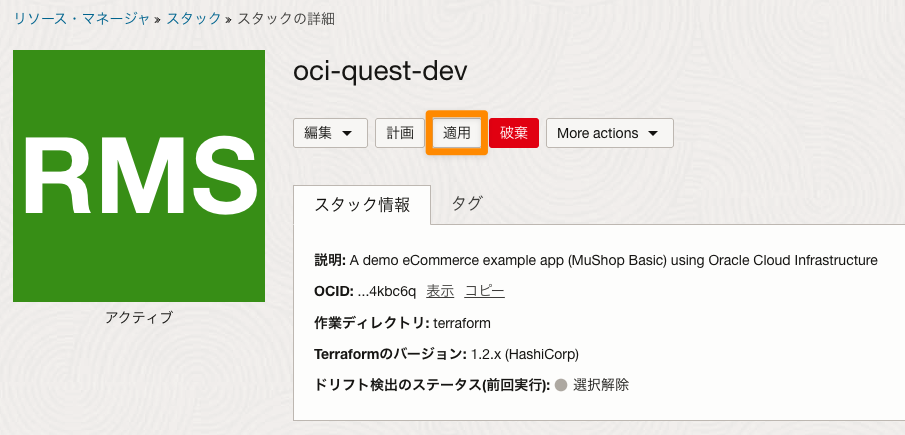 リソース・マネージャ » スタック » スタックの詳細
RMS
アクティブ
oci-quest-dev
編集 計画 適用 破棄 More actions
スタック情報 タグ
説明: A demo eCommerce example app (MuShop Basic) using Oracle Cloud Infrastructure
OCID: ...4kbc6q 表示 コピー
作業ディレクトリ: terraform
Terraformのバージョン: 1.2.x (HashiCorp)
ドリフト検出のステータス(前回実行): 選択解除